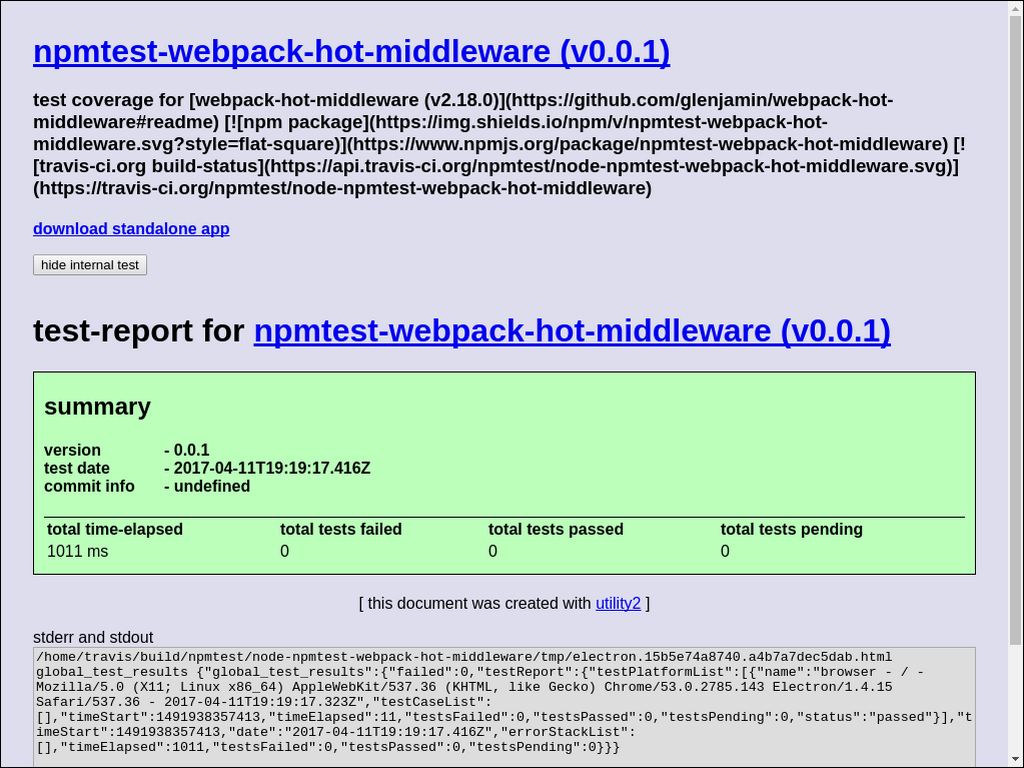 npmtest-webpack-hot-middleware (v0.0.1)
test coverage for [webpack-hot-middleware (v2.18.0)](https://github.com/glenjamin/webpack-hot-
middleware#readme) [![npm package](https://img.shields.io/npm/v/npmtest-webpack-hot-
middleware.svg?style=flat-square)](https://www.npmjs.org/package/npmtest-webpack-hot-middleware) [!
[travis-ci.org build-status](https://api.travis-ci.org/npmtest/node-npmtest-webpack-hot-middleware.svg)]
(https://travis-ci.org/npmtest/node-npmtest-webpack-hot-middleware)
download standalone app
hide internal test
test-report for npmtest-webpack-hot-middleware (v0.0.1)
summary
version - 0.0.1
test date - 2017-04-11T19:19:17.416Z
commit info - undefined
total time-elapsed total tests failed total tests passed total tests pending
1011 ms 0 0 0
[ this document was created with utility2 ]
stderr and stdout
/home/travis/build/npmtest/node-npmtest-webpack-hot-middleware/tmp/electron.15b5e74a8740.a4b7a7dec5dab.html
global_test_results {"global_test_results":{"failed":0,"testReport":{"testPlatformList":[{"name":"browser - / -
Mozilla/5.0 (X11; Linux x86_64) AppleWebKit/537.36 (KHTML, like Gecko) Chrome/53.0.2785.143 Electron/1.4.15
Safari/537.36 - 2017-04-11T19:19:17.323Z","testCaseList":
[],"timeStart":1491938357413,"timeElapsed":11,"testsFailed":0,"testsPassed":0,"testsPending":0,"status":"passed"}],"t
imeStart":1491938357413,"date":"2017-04-11T19:19:17.416Z","errorStackList":
[],"timeElapsed":1011,"testsFailed":0,"testsPassed":0,"testsPending":0}}}